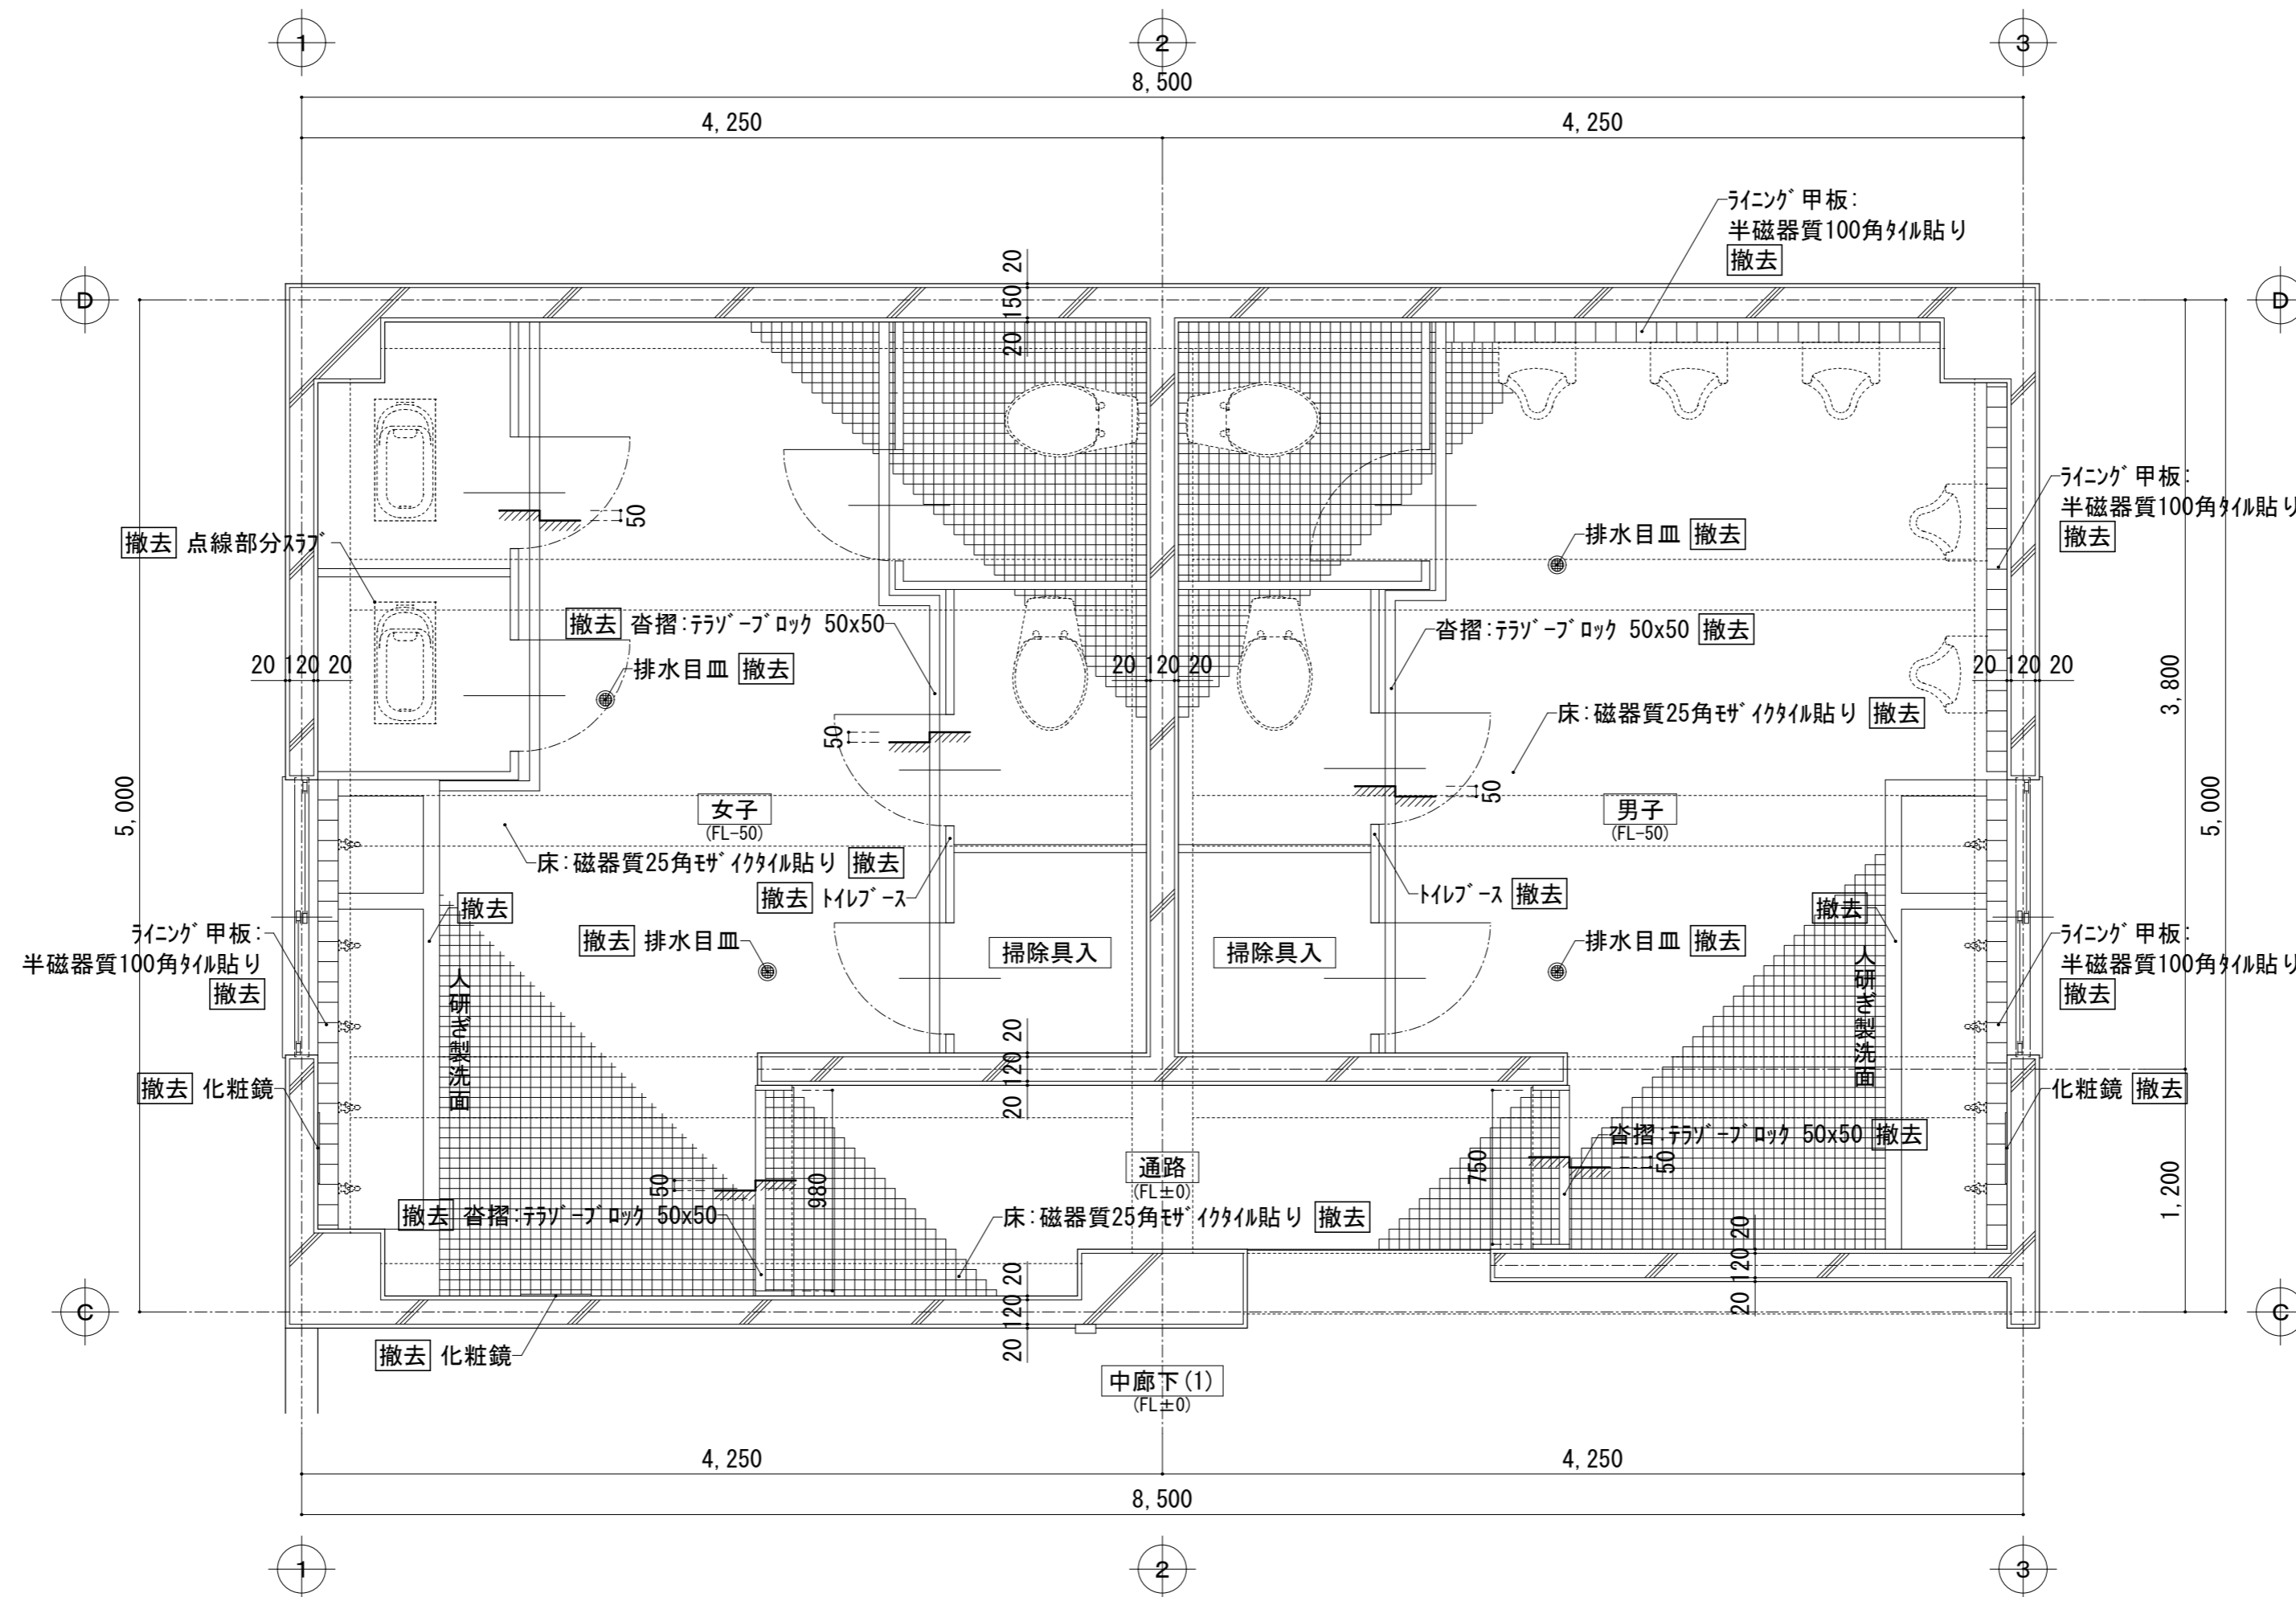 1
2
3
8,500
4,250
4,250
ﾗｲﾆﾝｸﾞ甲板:
半磁器質100角ﾀｲﾙ貼り
撤去
20
150
20
D
D
ﾗｲﾆﾝｸﾞ甲板:
半磁器質100角ﾀｲﾙ貼り
撤去
50
撤去 点線部分ｽﾗﾌﾞ
排水目皿 撤去
撤去 沓摺:ﾃﾗｿﾞｰﾌﾞﾛｯｸ 50x50
沓摺:ﾃﾗｿﾞｰﾌﾞﾛｯｸ 50x50 撤去
20 120 20
排水目皿 撤去
20 120 20
20 120 20
3,800
床:磁器質25角ﾓｻﾞｲｸﾀｲﾙ貼り 撤去
50
50
5,000
5,000
女子
(FL-50)
男子
(FL-50)
床:磁器質25角ﾓｻﾞｲｸﾀｲﾙ貼り 撤去
撤去 ﾄｲﾚﾌﾞｰｽ
ﾄｲﾚﾌﾞｰｽ 撤去
撤去
撤去
ﾗｲﾆﾝｸﾞ甲板:
半磁器質100角ﾀｲﾙ貼り
撤去
撤去 排水目皿
掃除具入
掃除具入
排水目皿 撤去
ﾗｲﾆﾝｸﾞ甲板:
半磁器質100角ﾀｲﾙ貼り
撤去
人研ぎ製洗面
人研ぎ製洗面
20
120
20
撤去 化粧鏡
化粧鏡 撤去
沓摺:ﾃﾗｿﾞｰﾌﾞﾛｯｸ 50x50 撤去
通路
(FL±0)
750
50
50
980
1,200
撤去 沓摺:ﾃﾗｿﾞｰﾌﾞﾛｯｸ 50x50
床:磁器質25角ﾓｻﾞｲｸﾀｲﾙ貼り 撤去
20
120
20
20
120
20
C
C
撤去 化粧鏡
中廊下(1)
(FL±0)
4,250
4,250
8,500
1
2
3